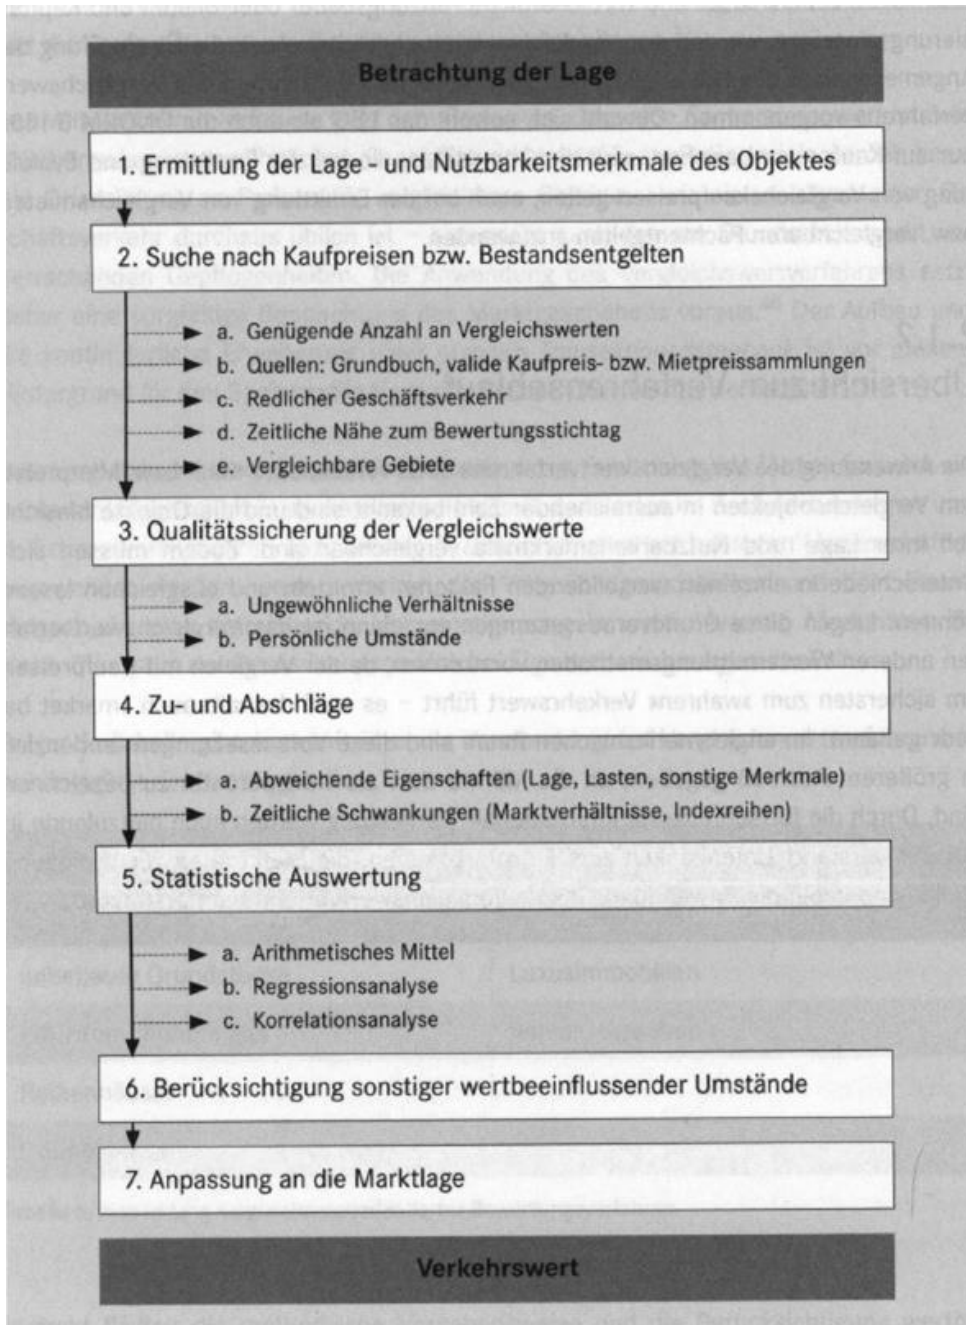 Betrachtung der Lage
1. Ermittlung der Lage- und Nutzbarkeitsmerkmale des Objektes
2. Suche nach Kaufpreisen bzw. Bestandsentgelten
a. Genügende Anzahl an Vergleichswerten
b. Quellen: Grundbuch, valide Kaufpreis- bzw. Mietpreissammlungen
c. Redlicher Geschäftsverkehr
d. Zeitliche Nähe zum Bewertungsstichtag
e. Vergleichbare Gebiete
3. Qualitätssicherung der Vergleichswerte
a. Ungewöhnliche Verhältnisse
b. Persönliche Umstände
4. Zu- und Abschläge
a. Abweichende Eigenschaften (Lage, Lasten, sonstige Merkmale)
b. Zeitliche Schwankungen (Marktverhältnisse, Indexreihen)
5. Statistische Auswertung
a. Arithmetisches Mittel
b. Regressionsanalyse
c. Korrelationsanalyse
6. Berücksichtigung sonstiger wertbeeinflussender Umstände
7. Anpassung an die Marktlage
Verkehrswert